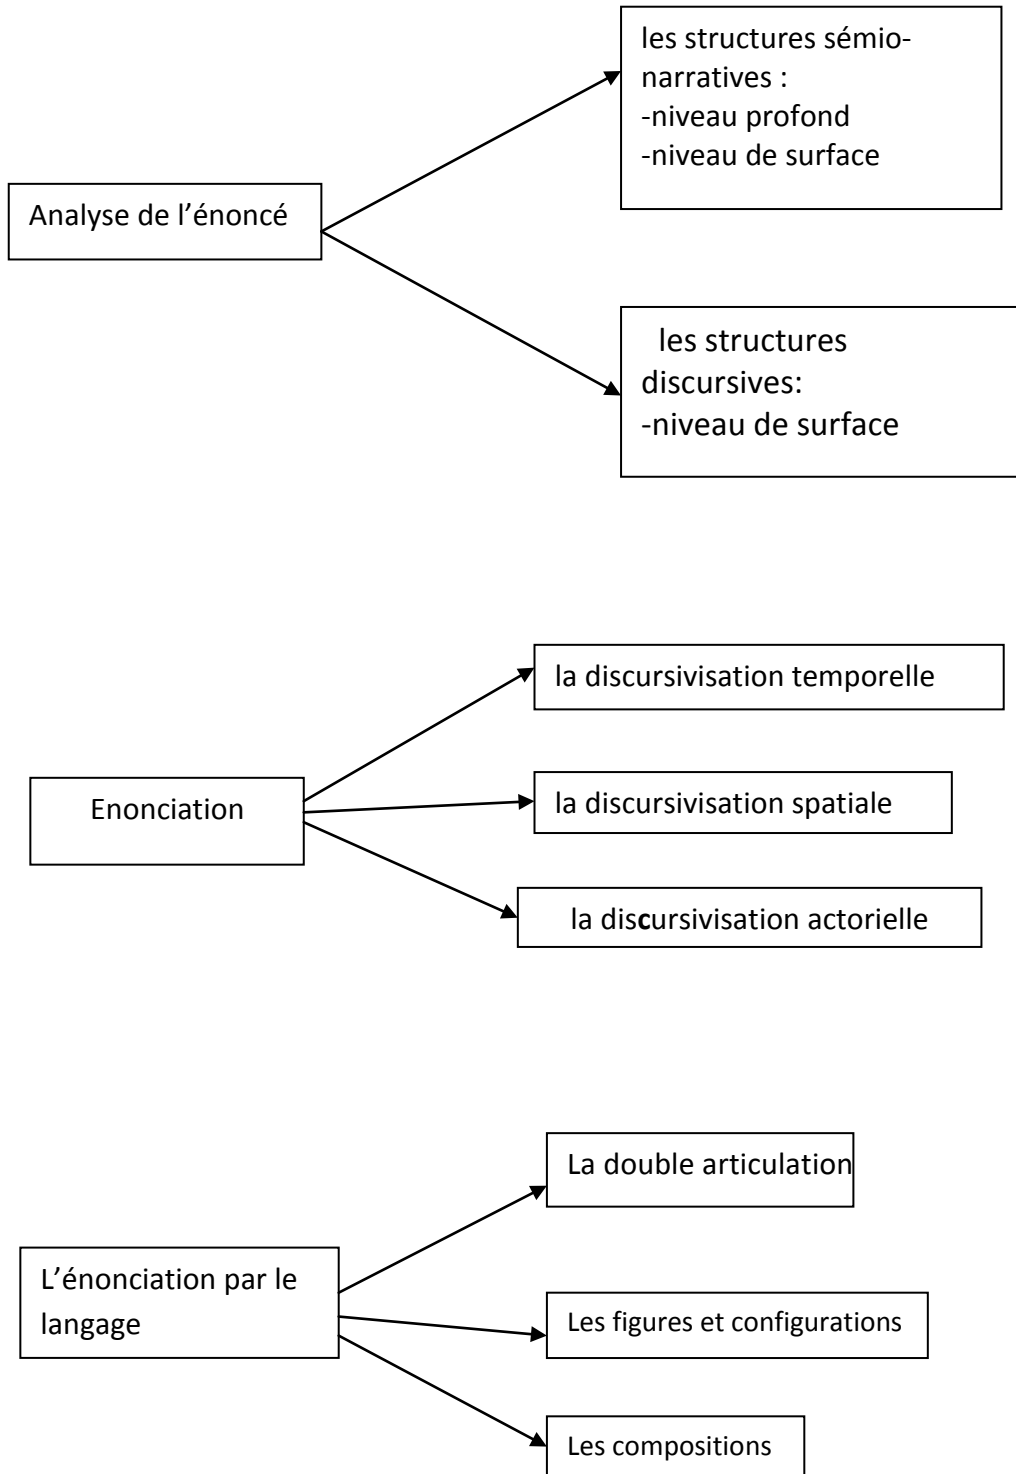 les structures sémio-
narratives :
-niveau profond
-niveau de surface
Analyse de l’énoncé
les structures
discursives:
-niveau de surface
la discursivisation temporelle
Enonciation
la discursivisation spatiale
la discursivisation actorielle
La double articulation
L’énonciation par le
langage
Les figures et configurations
Les compositions